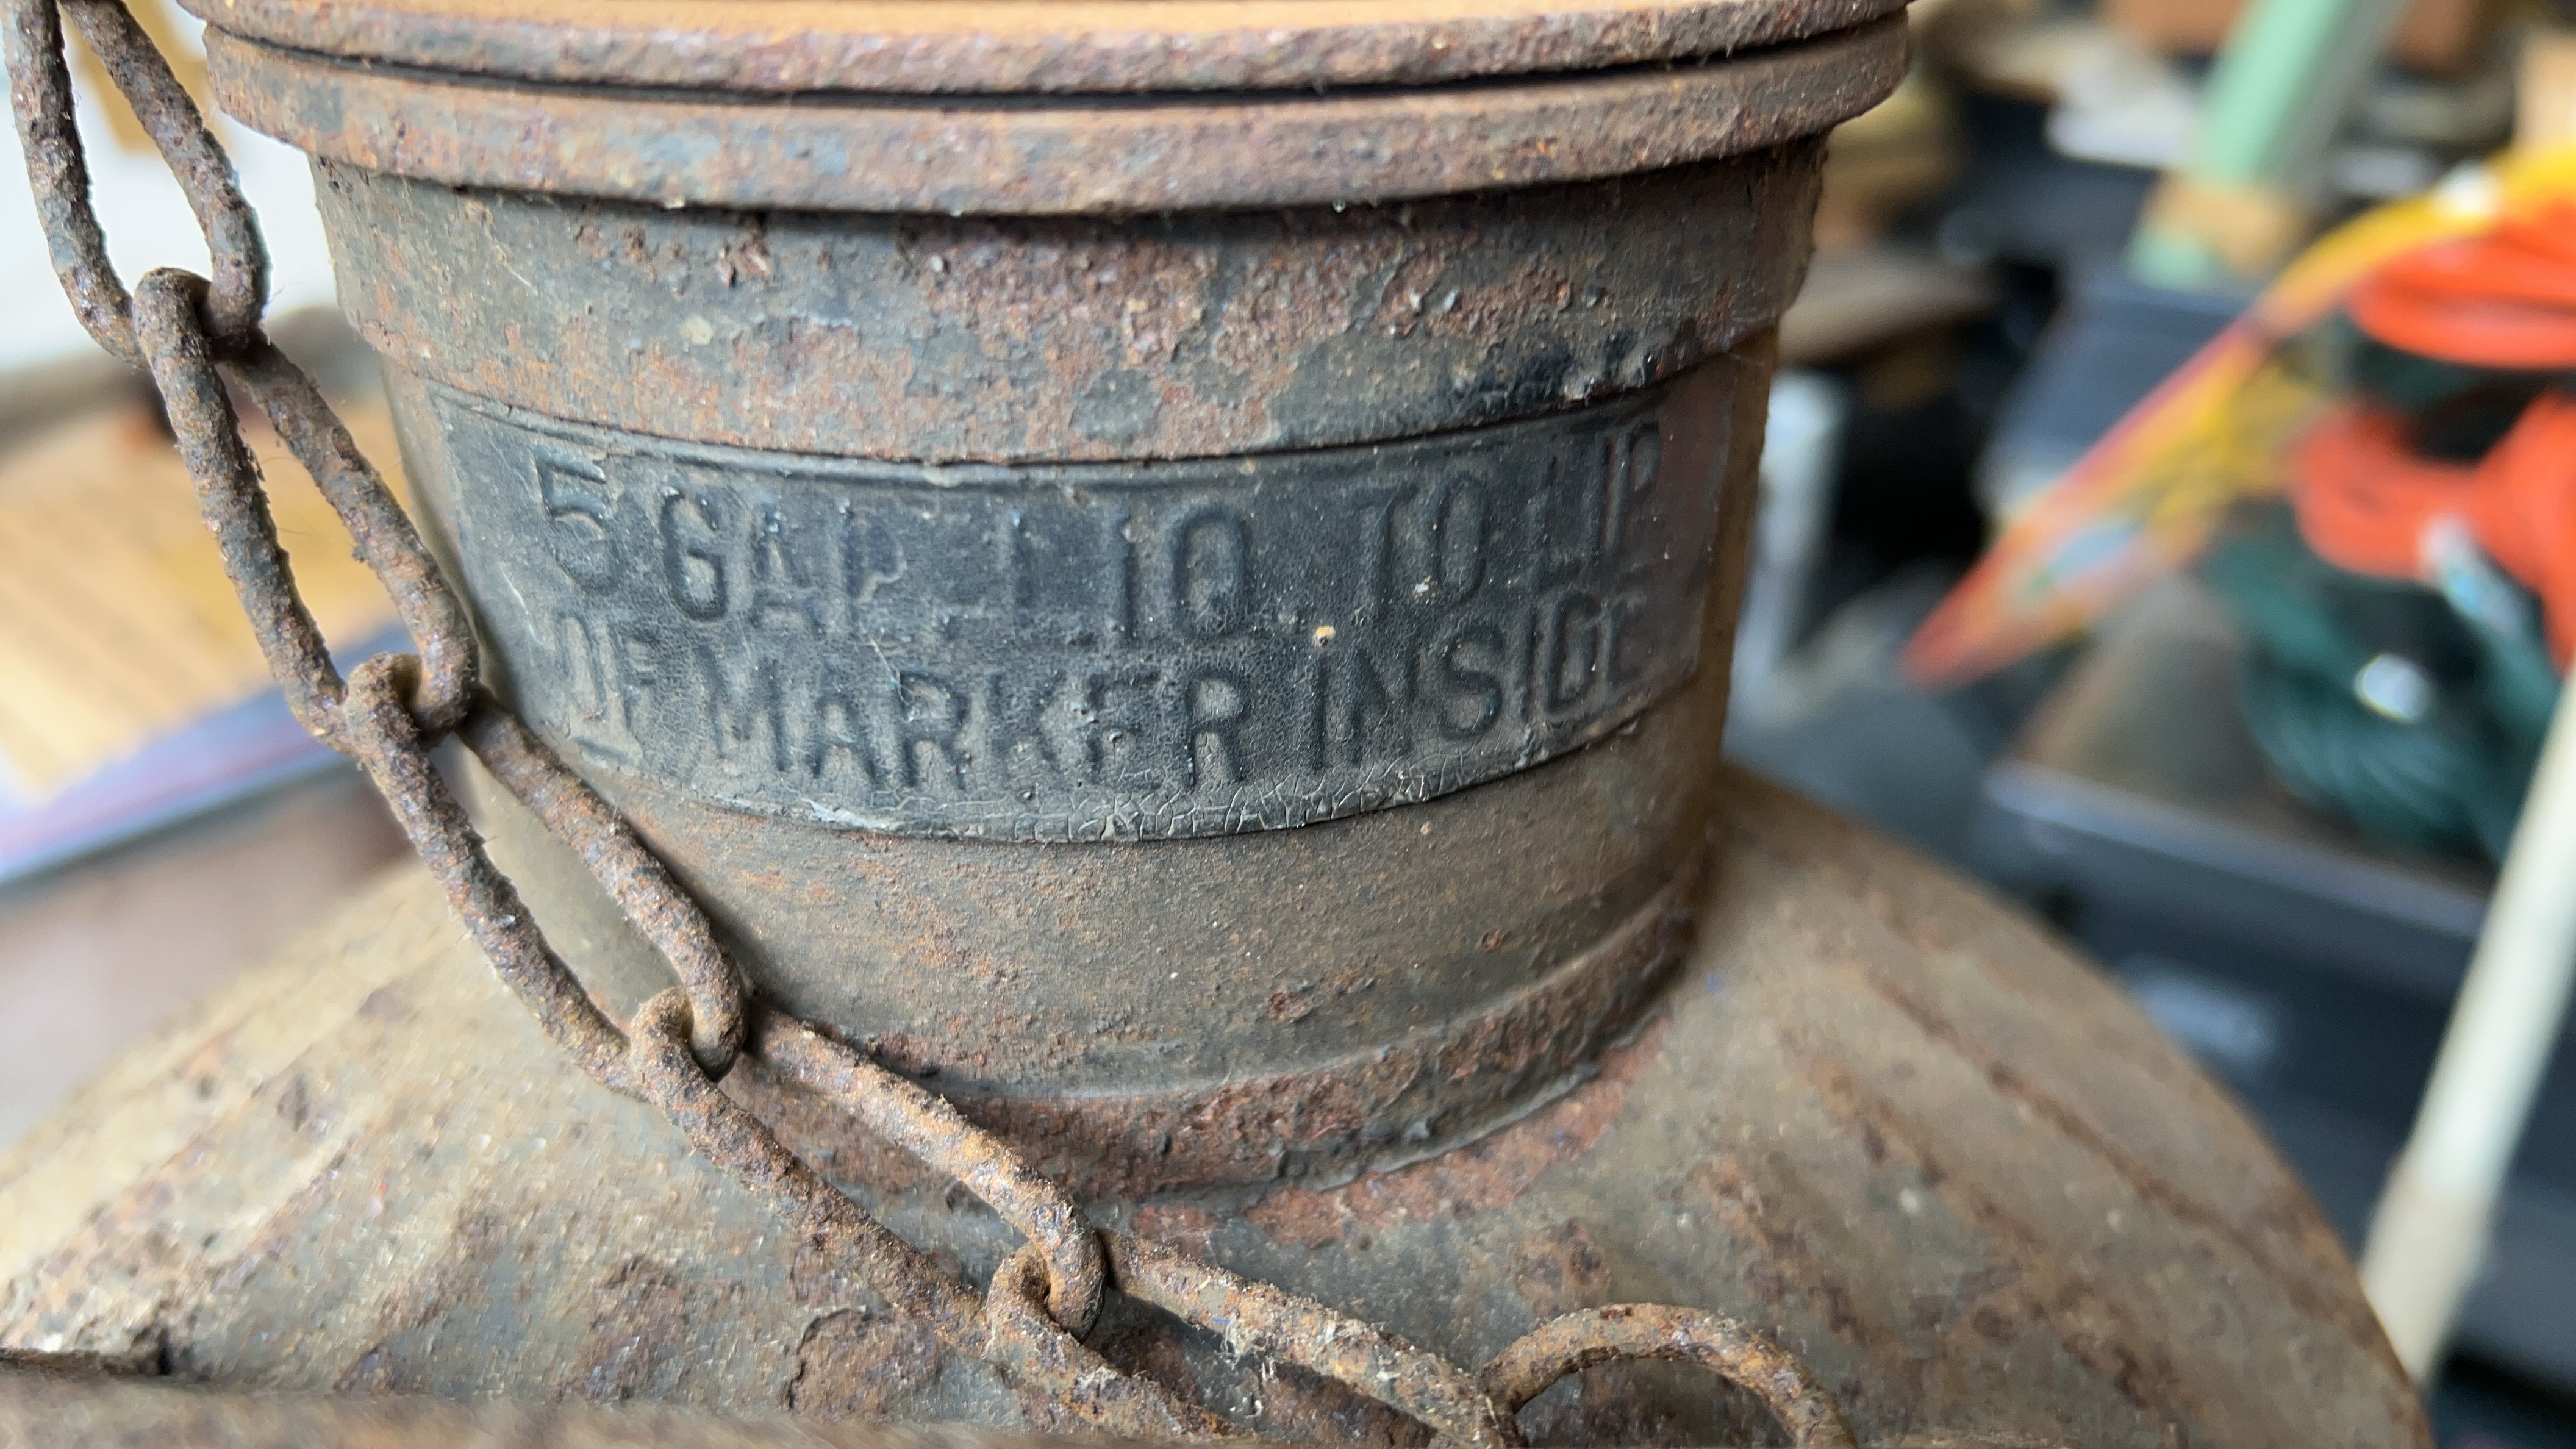 5 GAL. LIQ. TO LIP
OF MARKER INSIDE